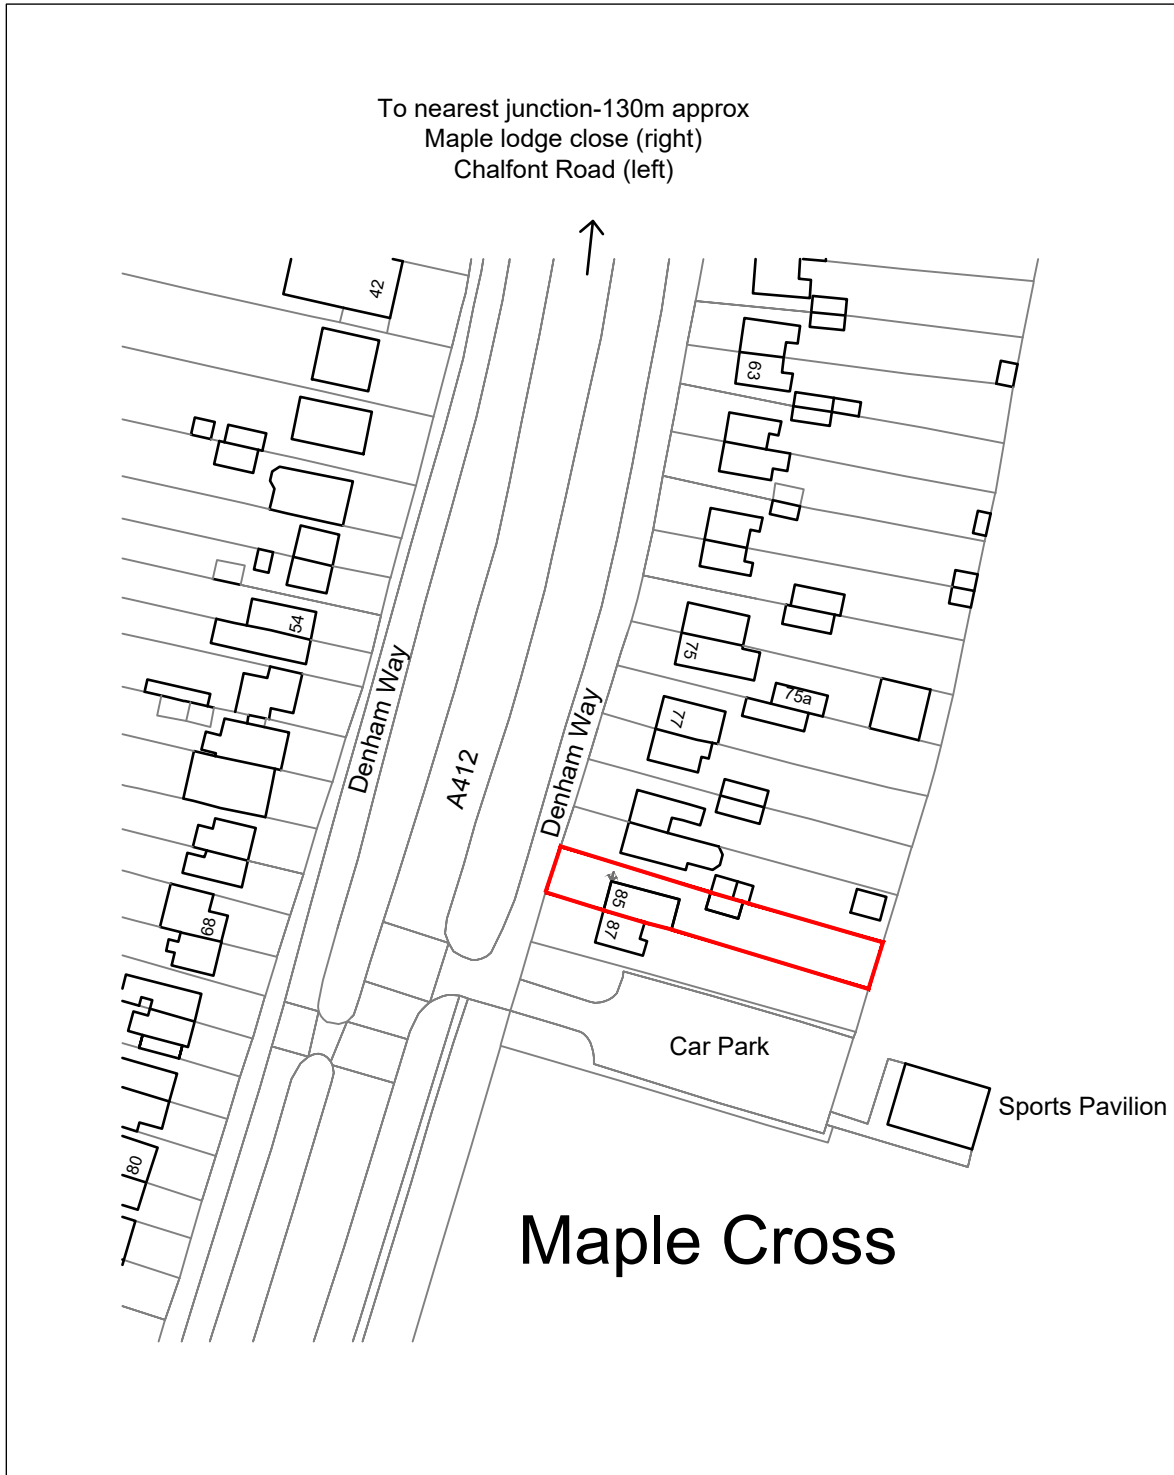 To nearest junction-130m approx
Maple lodge close (right)
Chalfont Road (left)
42
63
54
75
75a
77
Denham Way
Denham Way
A412
85
87
68
80
Car Park
Sports Pavilion
Maple Cross